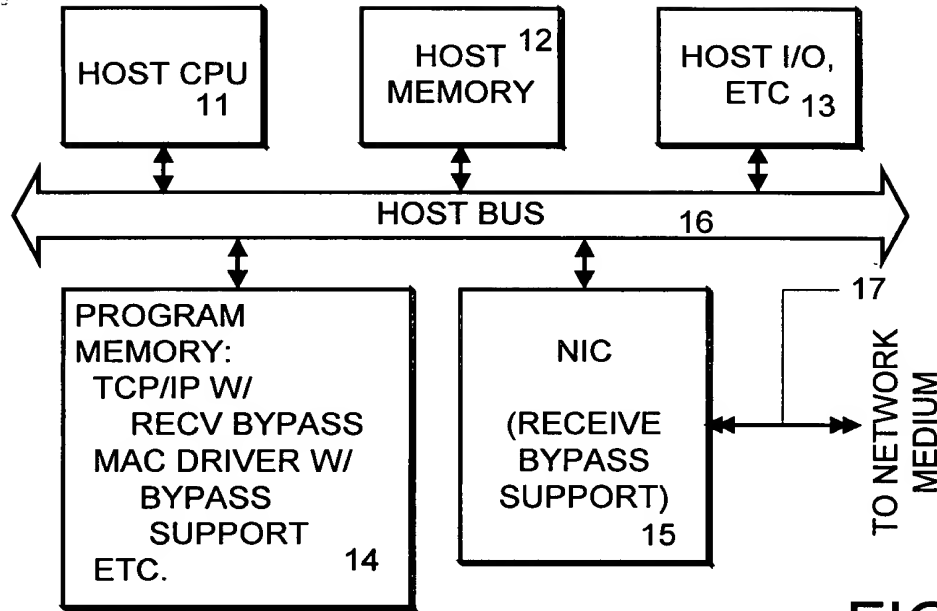 HOST CPU
11
HOST 12
MEMORY
HOST I/O,
ETC 13
HOST BUS 16
PROGRAM
MEMORY:
TCP/IP W/
RECV BYPASS
MAC DRIVER W/
BYPASS
SUPPORT
ETC. 14
NIC
(RECEIVE
BYPASS
SUPPORT)
15
17
TO NETWORK
MEDIUM